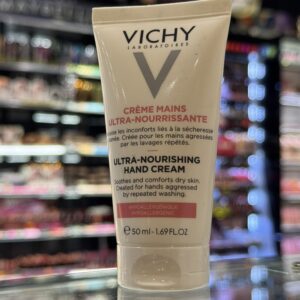 VICHY
LABORATOIRES
CRÈME MAINS
ULTRA-NOURRISSANTE
les inconforts liés à la sécheresse
Créée pour les mains agressées
par les lavages répétés.
ULTRA-NOURISHING
HAND CREAM
Soothes and comforts dry skin.
Created for hands aggressed
by repeated washing.
HYPOALLERGÉNIQUE
HYPOALLERGENIC
e 50 ml - 1.69 FL.OZ